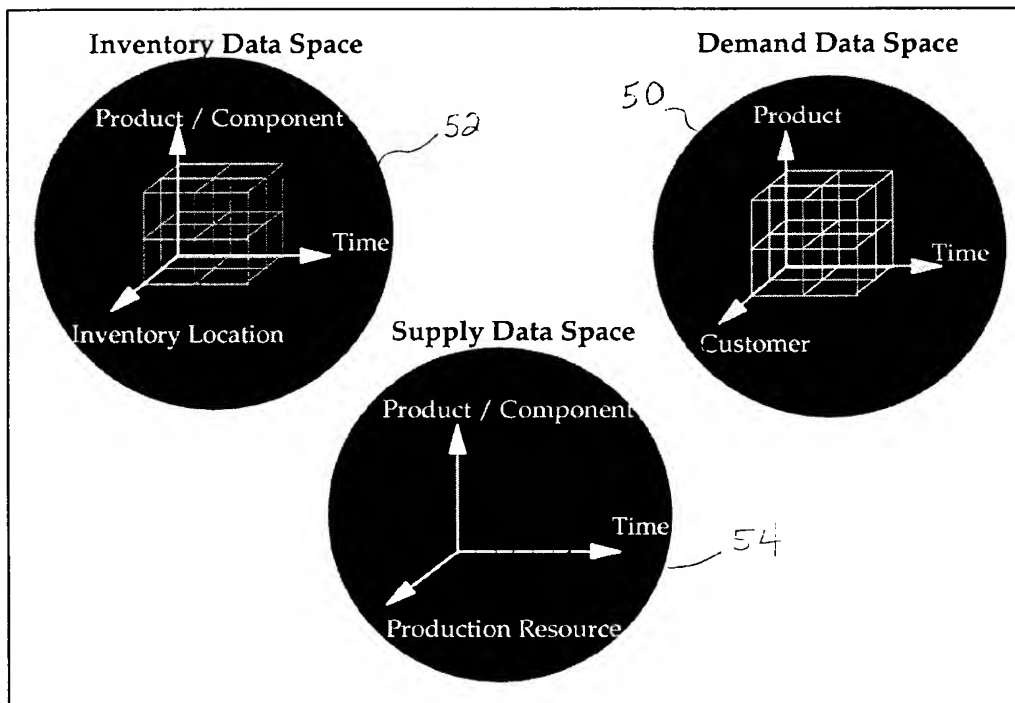 Inventory Data Space
Product / Component
52
Time
Inventory Location
Demand Data Space
50
Product
Time
Customer
Supply Data Space
Product / Component
Time
54
Production Resource